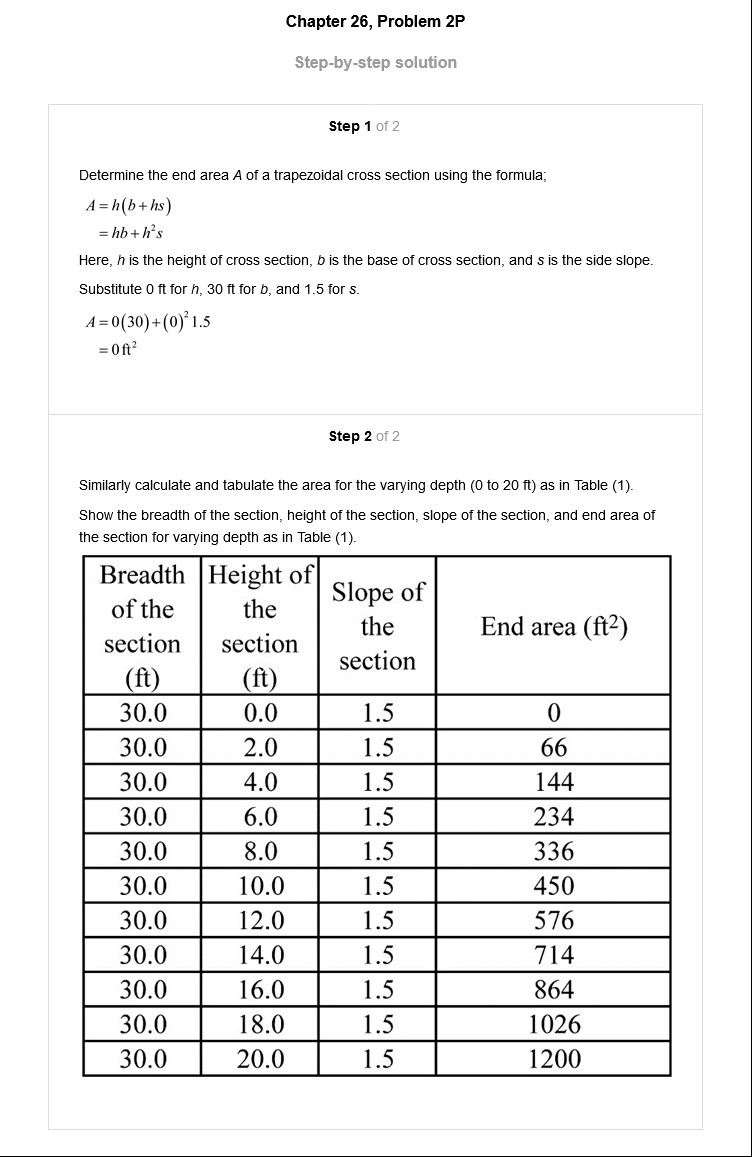 Chapter 26, Problem 2P
Step-by-step solution
Step 1 of 2
Determine the end area A of a trapezoidal cross section using the formula;
A = h(b + hs)
= hb + h²s
Here, h is the height of cross section, b is the base of cross section, and s is the side slope.
Substitute 0 ft for h, 30 ft for b, and 1.5 for s.
A = 0(30) + (0)² 1.5
= 0 ft²
Step 2 of 2
Similarly calculate and tabulate the area for the varying depth (0 to 20 ft) as in Table (1).
Show the breadth of the section, height of the section, slope of the section, and end area of
the section for varying depth as in Table (1).
Breadth of the section (ft) Height of the section (ft) Slope of the section End area (ft²)
30.0 0.0 1.5 0
30.0 2.0 1.5 66
30.0 4.0 1.5 144
30.0 6.0 1.5 234
30.0 8.0 1.5 336
30.0 10.0 1.5 450
30.0 12.0 1.5 576
30.0 14.0 1.5 714
30.0 16.0 1.5 864
30.0 18.0 1.5 1026
30.0 20.0 1.5 1200